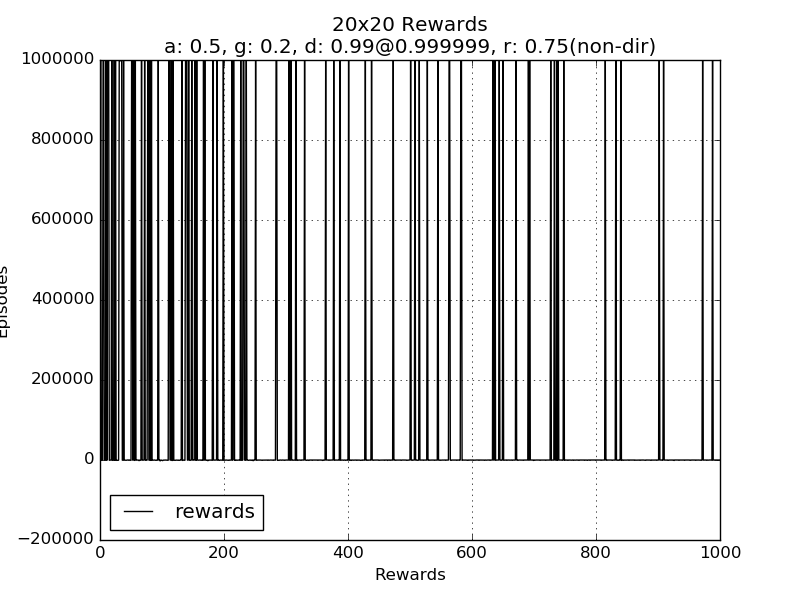 20x20 Rewards
a: 0.5, g: 0.2, d: 0.99@0.999999, r: 0.75(non-dir)
1000000
800000
600000
400000
200000
0
−200000
Episodes
rewards
0 200 400 600 800 1000
Rewards